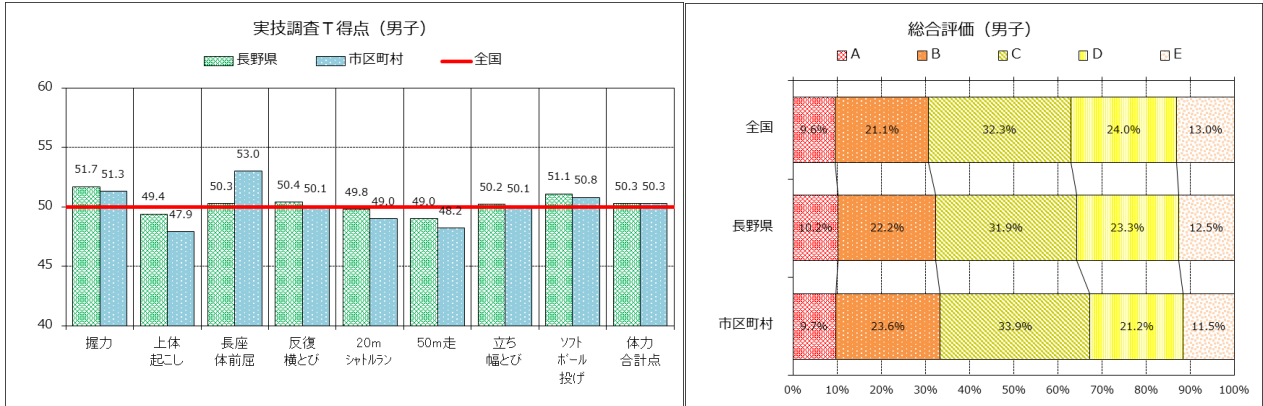 実技調査T得点（男子）
長野県 市区町村 全国
60
55
50
45
40
51.7 51.3 49.4 47.9 50.3 53.0 50.4 50.1 49.8 49.0 49.0 48.2 50.2 50.1 51.1 50.8 50.3 50.3
握力
上体
起こし
長座
体前屈
反復
横とび
20m
ｼｬﾄﾙﾗﾝ
50m走
立ち
幅とび
ｿﾌﾄ
ﾎﾞｰﾙ
投げ
体力
合計点
総合評価（男子）
A B C D E
全国 9.6% 21.1% 32.3% 24.0% 13.0%
長野県 10.2% 22.2% 31.9% 23.3% 12.5%
市区町村 9.7% 23.6% 33.9% 21.2% 11.5%
0% 10% 20% 30% 40% 50% 60% 70% 80% 90% 100%